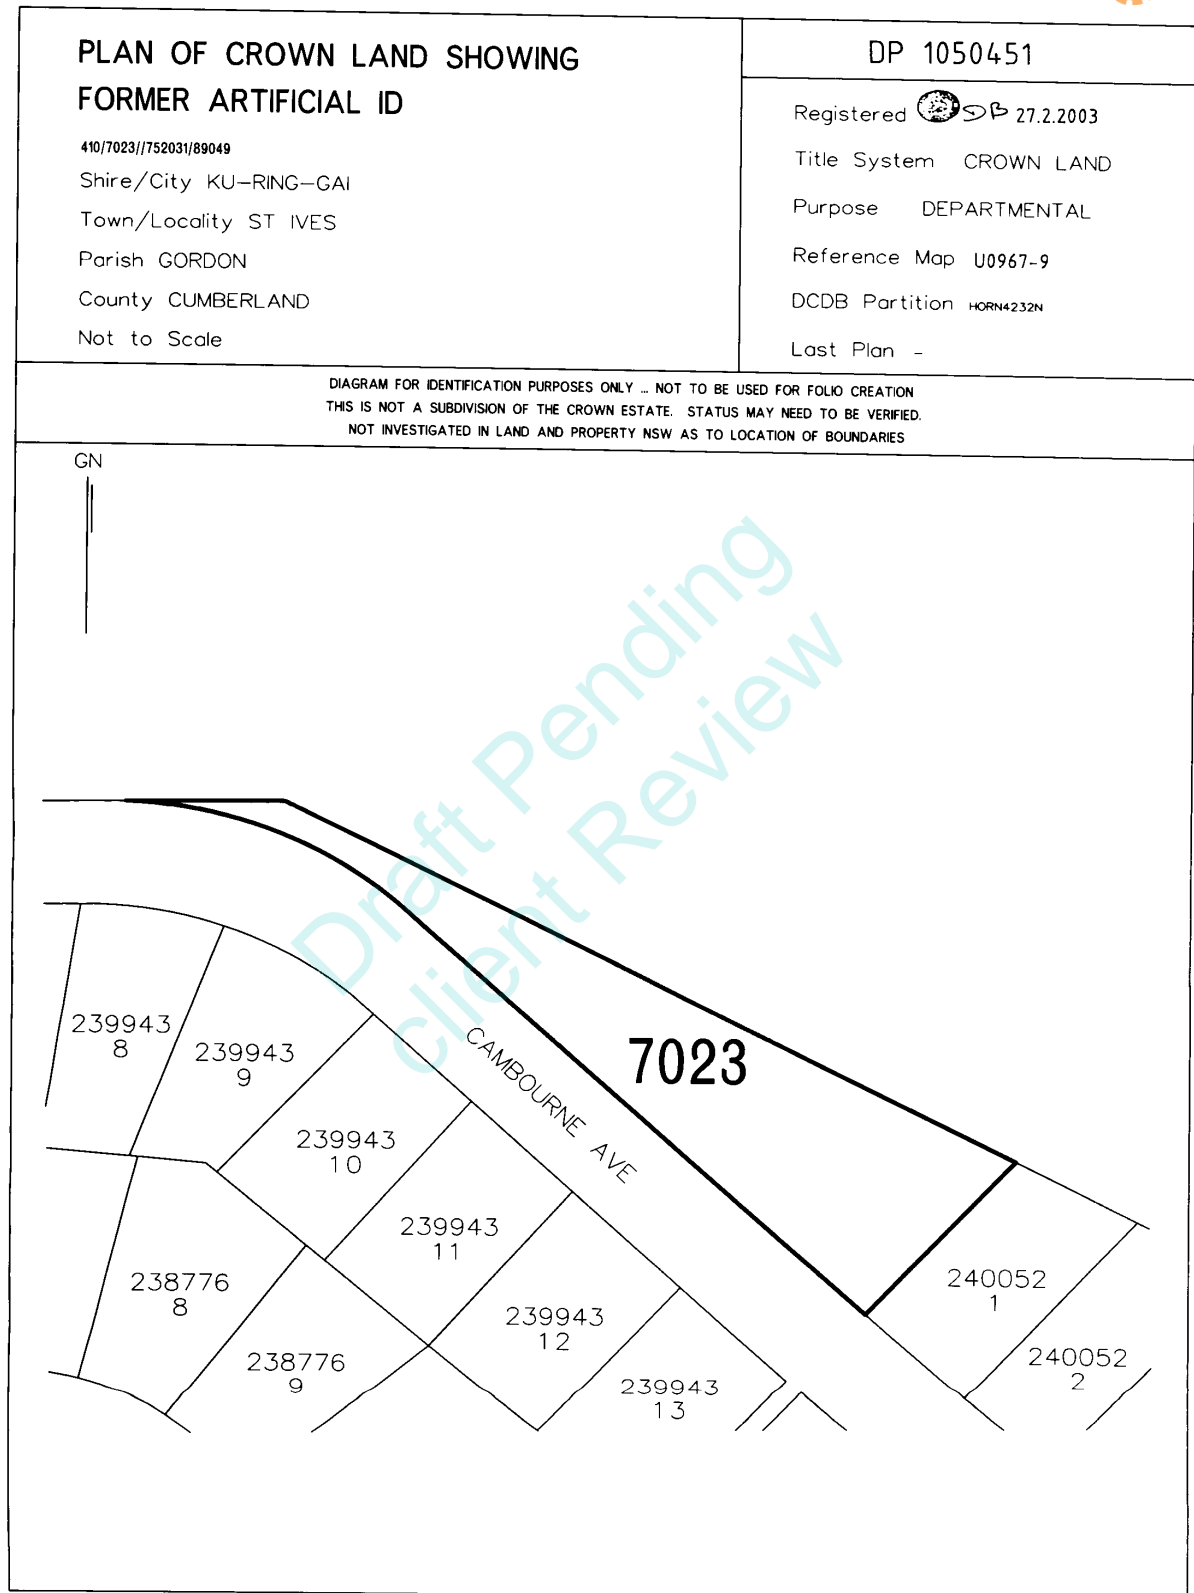 PLAN OF CROWN LAND SHOWING
FORMER ARTIFICIAL ID
410/7023//752031/89049
Shire/City KU-RING-GAI
Town/Locality ST IVES
Parish GORDON
County CUMBERLAND
Not to Scale
DP 1050451
Registered DB 27.2.2003
Title System CROWN LAND
Purpose DEPARTMENTAL
Reference Map U0967-9
DCDB Partition HORN4232N
Last Plan -
DIAGRAM FOR IDENTIFICATION PURPOSES ONLY ... NOT TO BE USED FOR FOLIO CREATION
THIS IS NOT A SUBDIVISION OF THE CROWN ESTATE. STATUS MAY NEED TO BE VERIFIED.
NOT INVESTIGATED IN LAND AND PROPERTY NSW AS TO LOCATION OF BOUNDARIES
GN
Draft Pending
client Review
239943
8
239943
9
CAMBOURNE AVE
7023
239943
10
239943
11
238776
8
239943
12
240052
1
238776
9
239943
13
240052
2